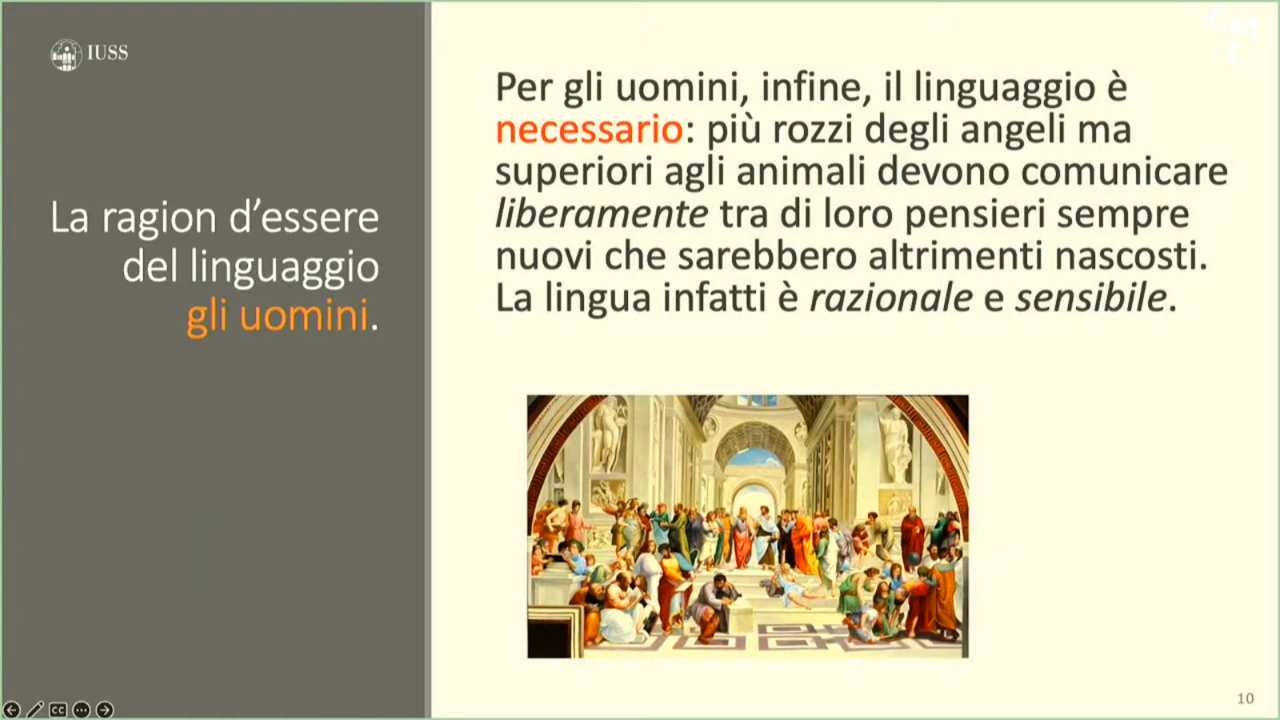 IUSS
La ragion d’essere
del linguaggio
gli uomini.
Per gli uomini, infine, il linguaggio è
necessario: più rozzi degli angeli ma
superiori agli animali devono comunicare
liberamente tra di loro pensieri sempre
nuovi che sarebbero altrimenti nascosti.
La lingua infatti è razionale e sensibile.
CMC
CC
10